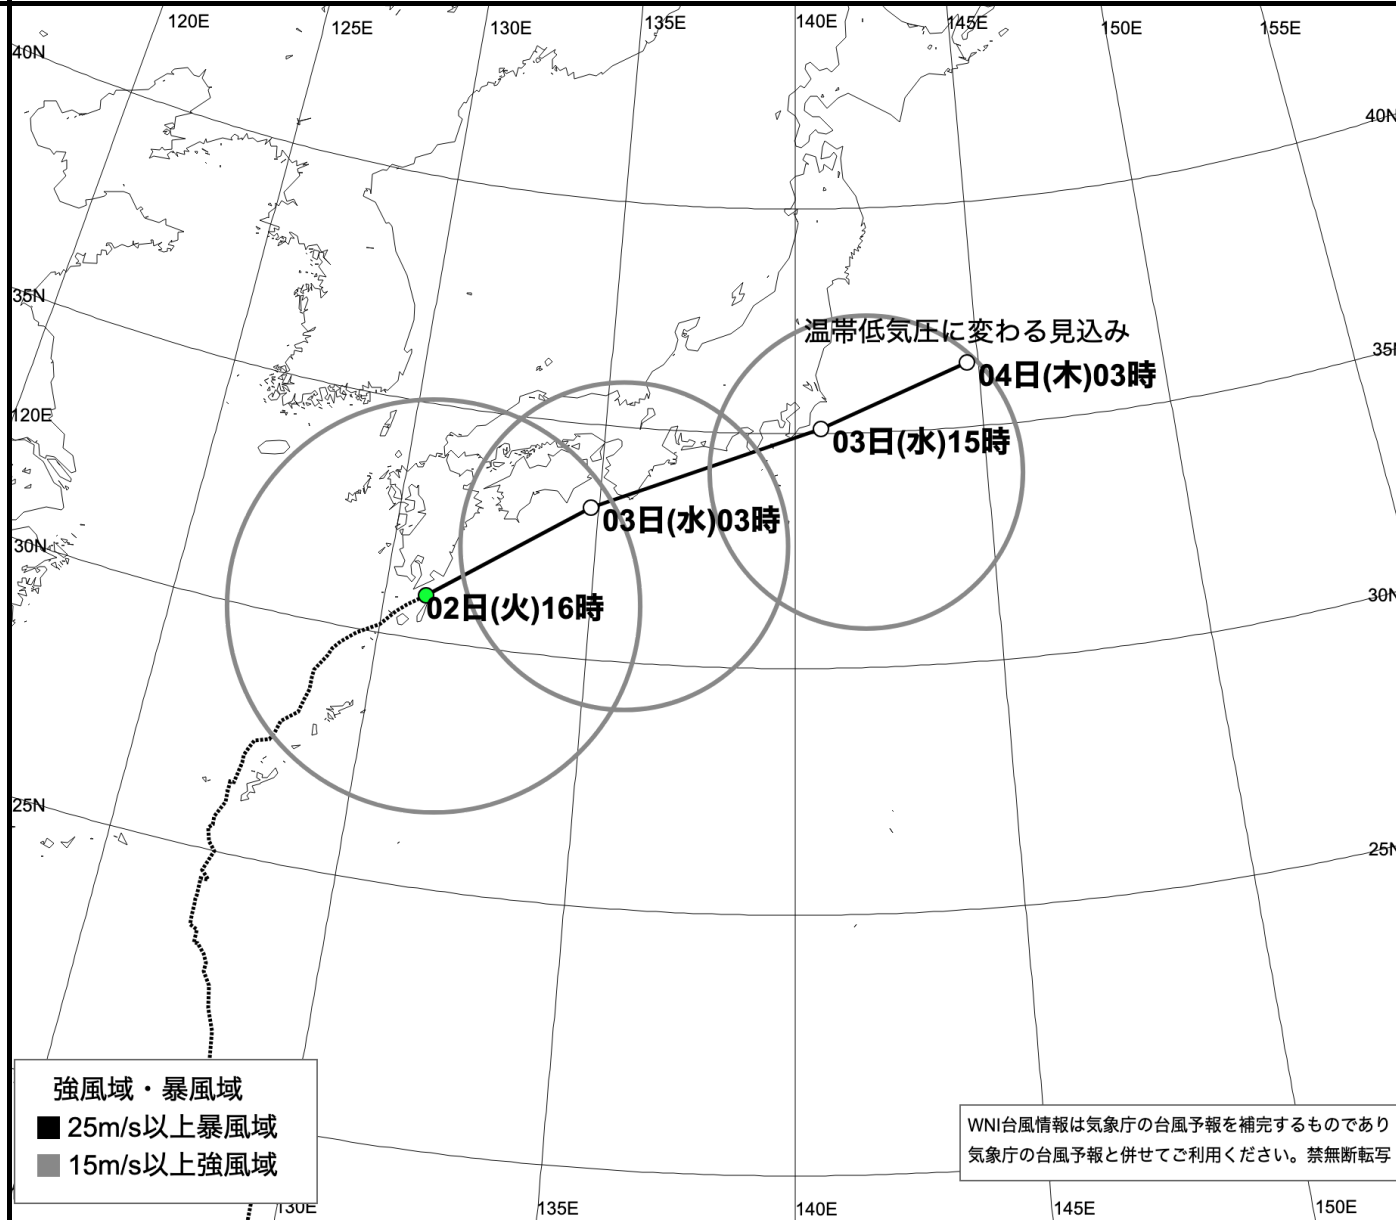 120E
125E
130E
135E
140E
145E
150E
155E
40N
40N
35N
温帯低気圧に変わる見込み
35N
04日(木)03時
120E
03日(水)15時
03日(水)03時
30N
30N
02日(火)16時
25N
25N
強風域・暴風域
25m/s以上暴風域
15m/s以上強風域
WNI台風情報は気象庁の台風予報を補完するものであり
気象庁の台風予報と併せてご利用ください。禁無断転写
130E
135E
140E
145E
150E